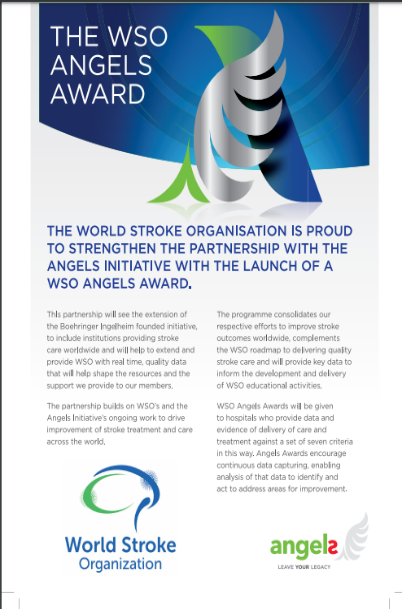 THE WSO
ANGELS
AWARD
THE WORLD STROKE ORGANISATION IS PROUD
TO STRENGTHEN THE PARTNERSHIP WITH THE
ANGELS INITIATIVE WITH THE LAUNCH OF A
WSO ANGELS AWARD.
This partnership will see the extension of
the Boehringer Ingelheim founded initiative,
to include institutions providing stroke
care worldwide and will help to extend and
provide WSO with real time, quality data
that will help shape the resources and the
support we provide to our members.
The partnership builds on WSO's and the
Angels Initiative's ongoing work to drive
improvement of stroke treatment and care
across the world.
The programme consolidates our
respective efforts to improve stroke
outcomes worldwide, complements
the WSO roadmap to delivering quality
stroke care and will provide key data to
inform the development and delivery
of WSO educational activities.
WSO Angels Awards will be given
to hospitals who provide data and
evidence of delivery of care and
treatment against a set of seven criteria
in this way. Angels Awards encourage
continuous data capturing, enabling
analysis of that data to identify and
act to address areas for improvement.
World Stroke
Organization
angels
LEAVE YOUR LEGACY